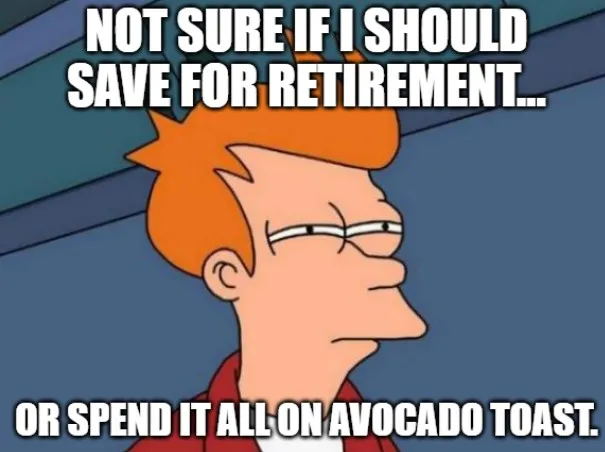 NOT SURE IF I SHOULD
SAVE FOR RETIREMENT...
OR SPEND IT ALL ON AVOCADO TOAST.